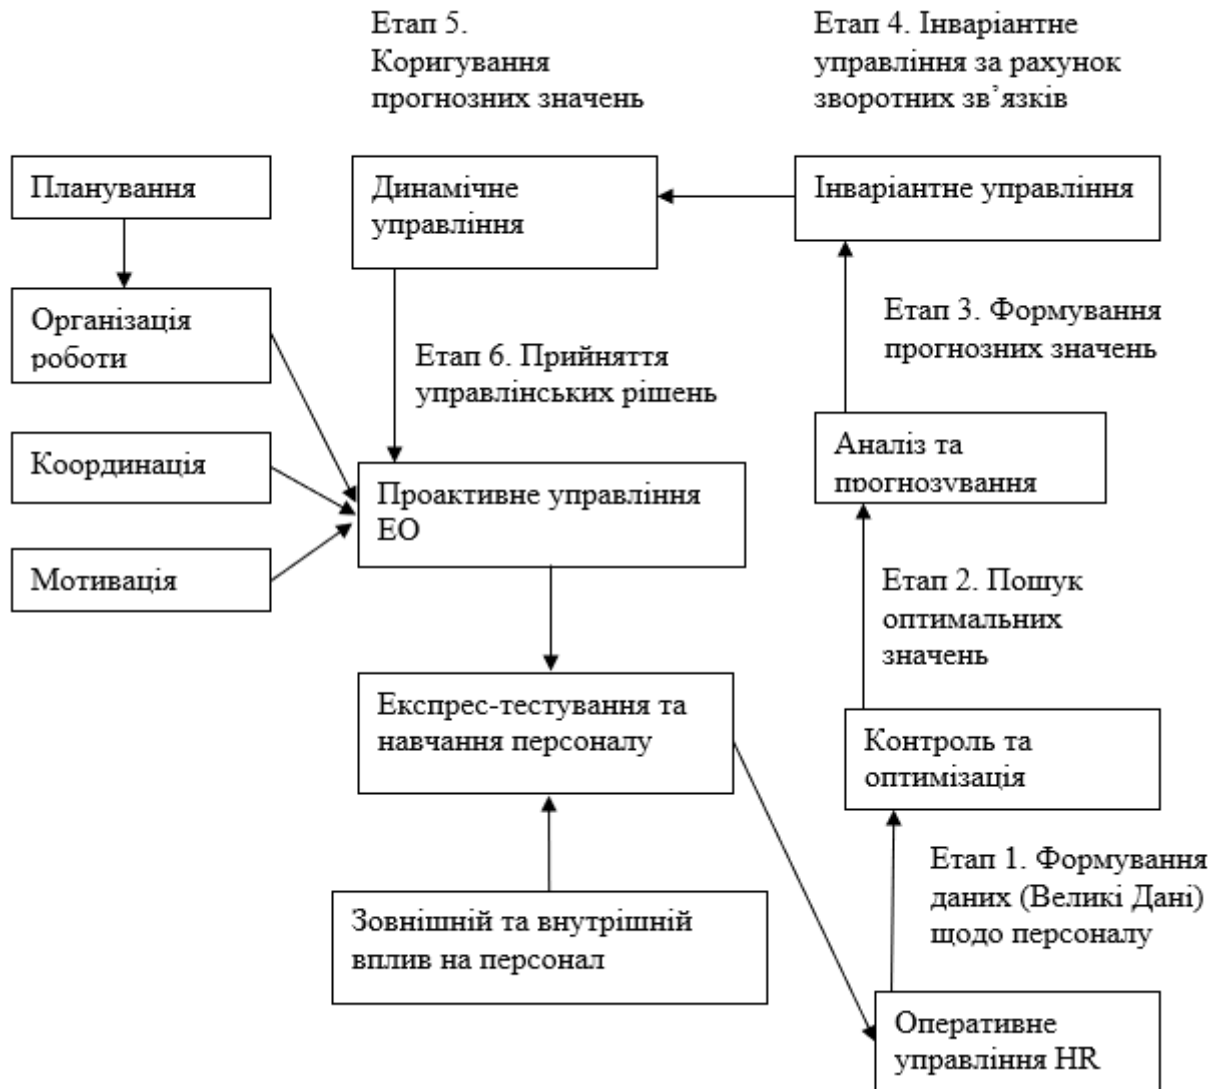 Етап 5.
Коригування
прогнозних значень
Етап 4. Інваріантне
управління за рахунок
зворотних зв’язків
Планування
Динамічне
управління
Інваріантне управління
Організація
роботи
Етап 3. Формування
прогнозних значень
Етап 6. Прийняття
управлінських рішень
Координація
Аналіз та
прогнозування
Проактивне управління
ЕО
Мотивація
Етап 2. Пошук
оптимальних
значень
Експрес-тестування та
навчання персоналу
Контроль та
оптимізація
Етап 1. Формування
даних (Великі Дані)
щодо персоналу
Зовнішній та внутрішній
вплив на персонал
Оперативне
управління HR